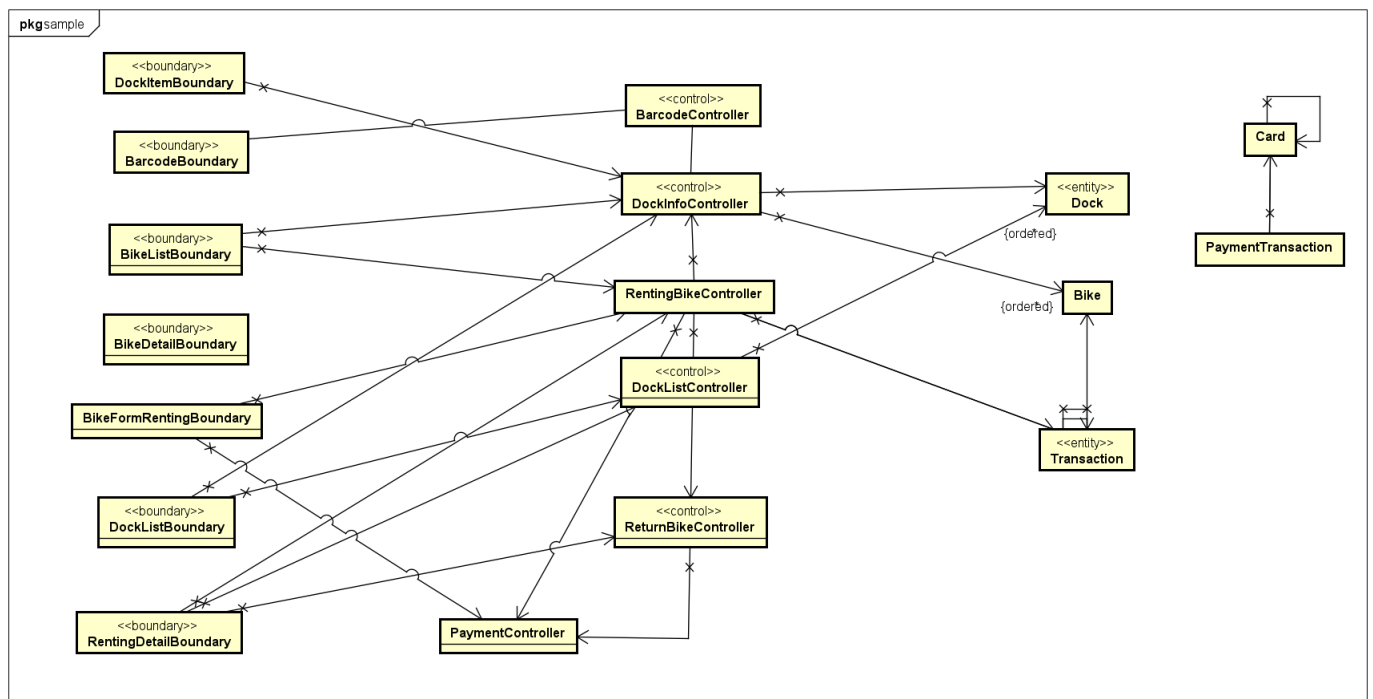 pkg sample
<<boundary>>
DockItemBoundary
<<control>>
BarcodeController
<<boundary>>
BarcodeBoundary
Card
<<control>>
DockInfoController
<<entity>>
Dock
<<boundary>>
BikeListBoundary
{ordered}
*
PaymentTransaction
RentingBikeController
Bike
{ordered}
*
<<boundary>>
BikeDetailBoundary
<<control>>
DockListController
BikeFormRentingBoundary
<<entity>>
Transaction
<<boundary>>
DockListBoundary
<<control>>
ReturnBikeController
<<boundary>>
RentingDetailBoundary
PaymentController